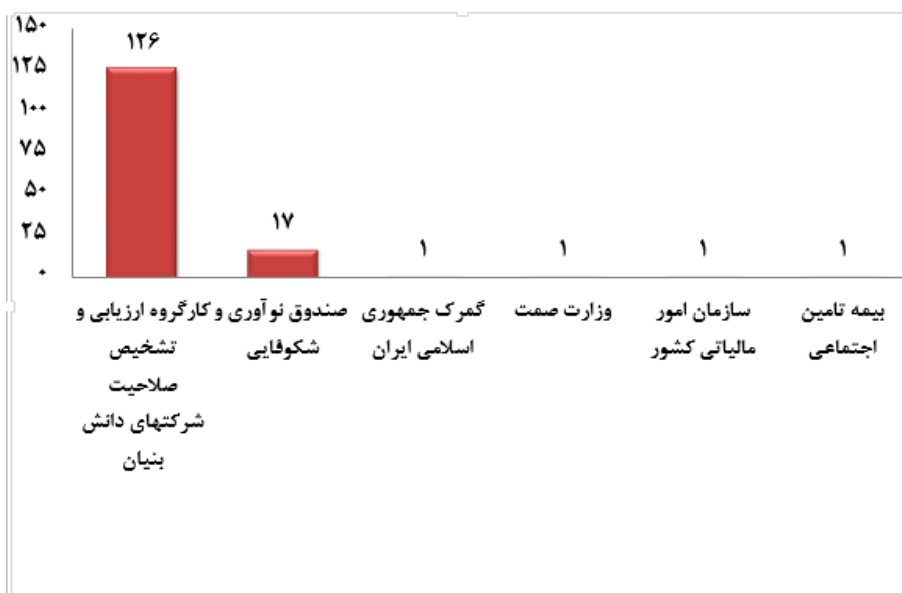 ۱۵۰
۱۲۵
۱۰۰
۷۵
۵۰
۲۵
۰
۱۲۶
۱۷
۱
۱
۱
۱
کارگروه ارزیابی و
تشخیص
صلاحیت
شرکتهای دانش
بنیان
صندوق نوآوری و
شکوفایی
گمرک جمهوری
اسلامی ایران
وزارت صمت
سازمان امور
مالیاتی کشور
بیمه تامین
اجتماعی